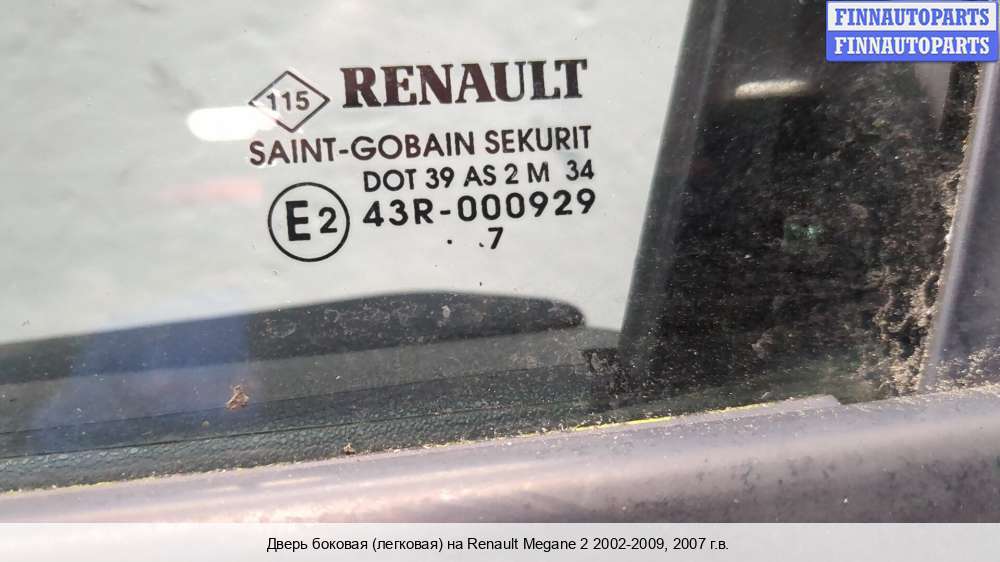 FINNAUTOPARTS
FINNAUTOPARTS
115 RENAULT
SAINT-GOBAIN SEKURIT
DOT 39 AS 2 M 34
E2 43R-000929
. .7
Дверь боковая (легковая) на Renault Megane 2 2002-2009, 2007 г.в.